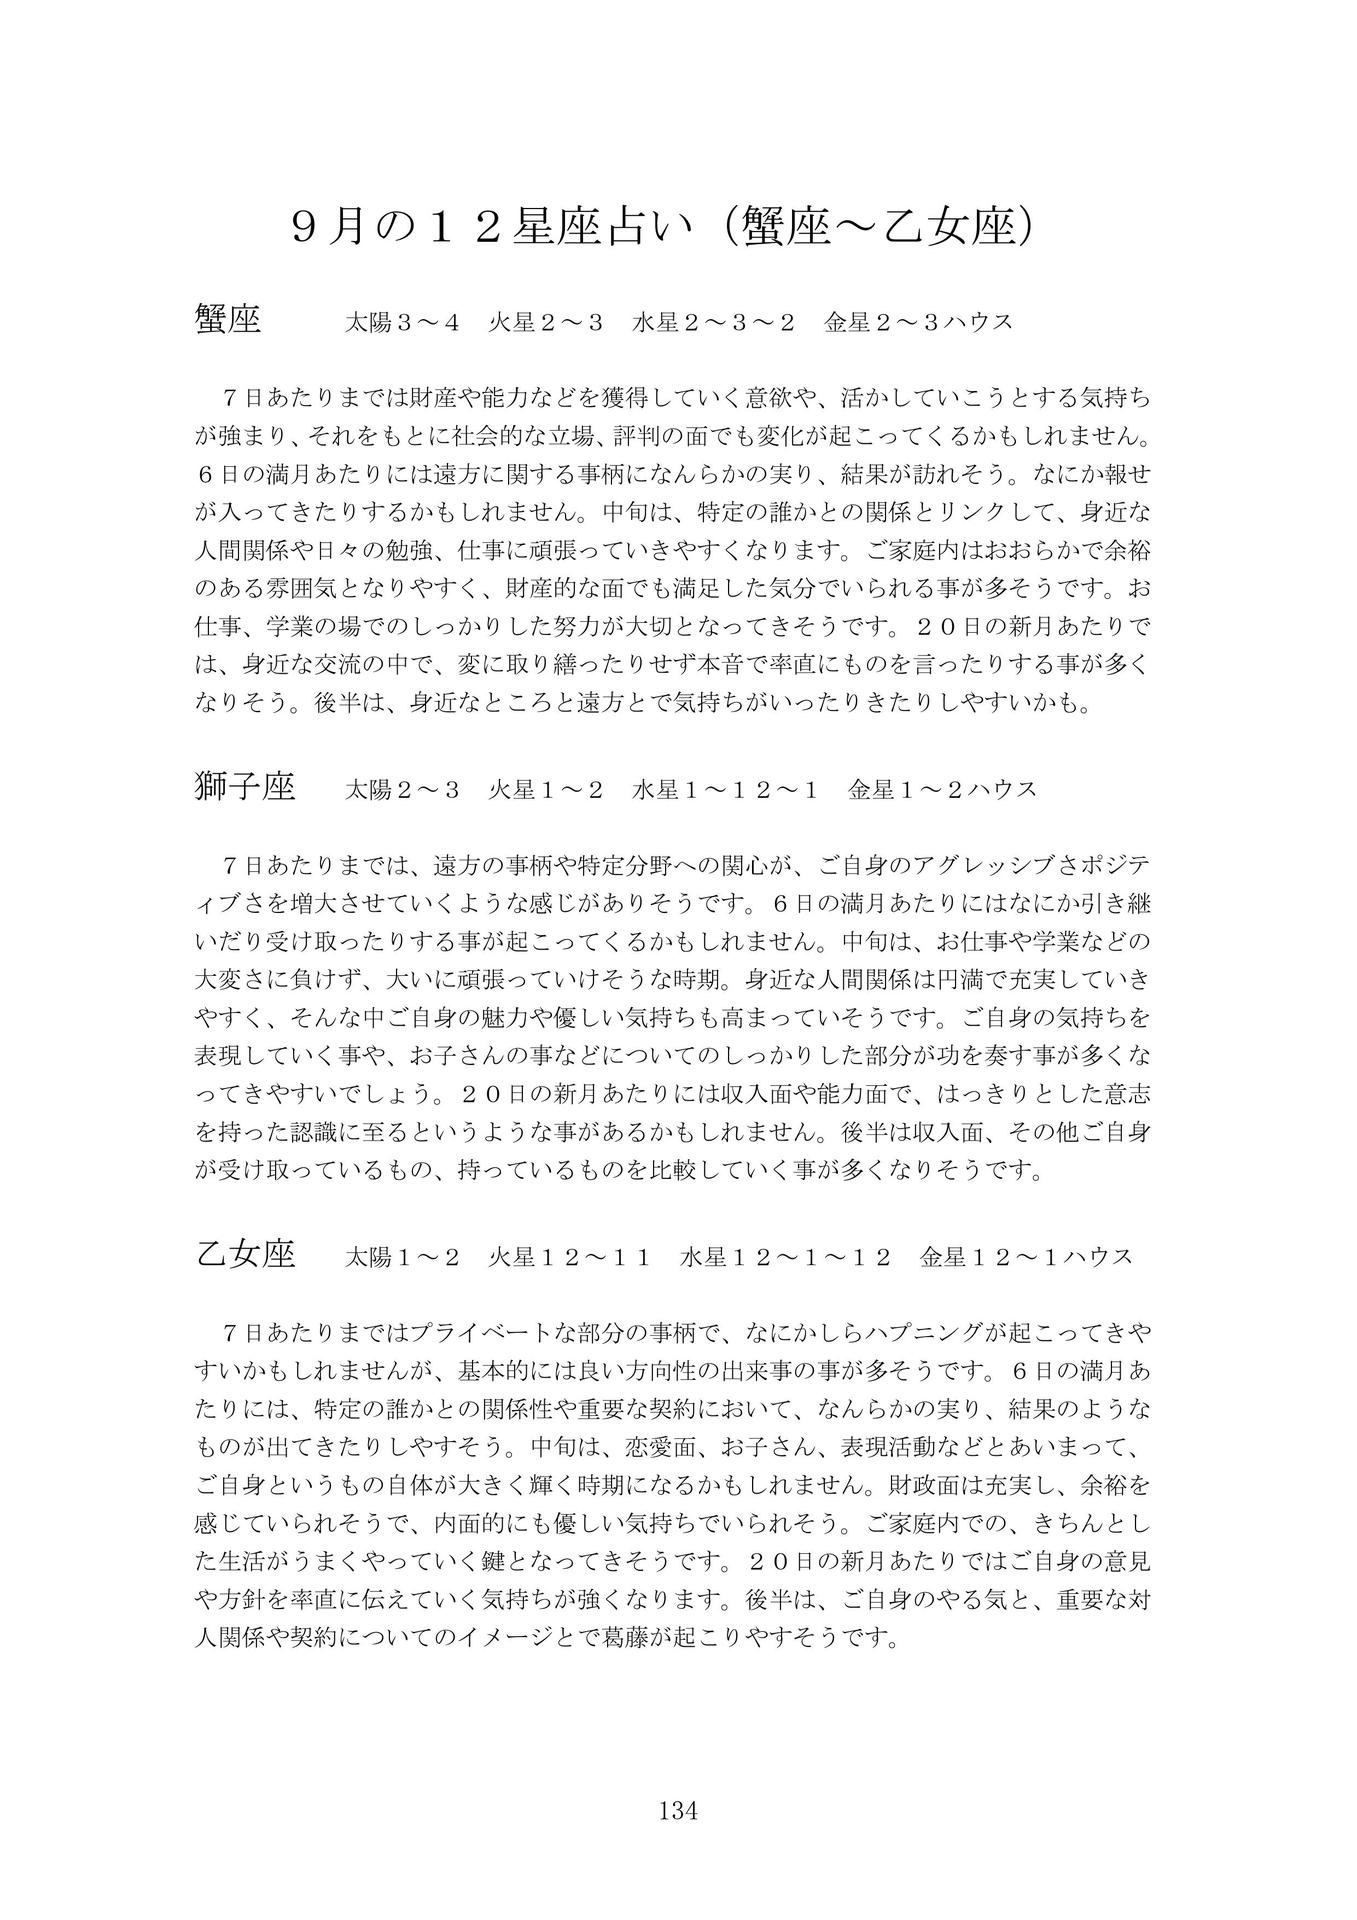 ９月の１２星座占い（蟹座～乙女座）
蟹座　　　太陽３～４　火星２～３　水星２～３～２　金星２～３ハウス
　７日あたりまでは財産や能力などを獲得していく意欲や、活かしていこうとする気持ち
が強まり、それをもとに社会的な立場、評判の面でも変化が起こってくるかもしれません。
６日の満月あたりには遠方に関する事柄になんらかの実り、結果が訪れそう。なにか報せ
が入ってきたりするかもしれません。中旬は、特定の誰かとの関係とリンクして、身近な
人間関係や日々の勉強、仕事に頑張っていきやすくなります。ご家庭内はおおらかで余裕
のある雰囲気となりやすく、財産的な面でも満足した気分でいられる事が多そうです。お
仕事、学業の場でのしっかりした努力が大切となってきそうです。２０日の新月あたりで
は、身近な交流の中で、変に取り繕ったりせず本音で率直にものを言ったりする事が多く
なりそう。後半は、身近なところと遠方とで気持ちがいったりきたりしやすいかも。
獅子座　　太陽２～３　火星１～２　水星１～１２～１　金星１～２ハウス
　７日あたりまでは、遠方の事柄や特定分野への関心が、ご自身のアグレッシブさポジテ
ィブさを増大させていくような感じがありそうです。６日の満月あたりにはなにか引き継
いだり受け取ったりする事が起こってくるかもしれません。中旬は、お仕事や学業などの
大変さに負けず、大いに頑張っていけそうな時期。身近な人間関係は円満で充実していき
やすく、そんな中ご自身の魅力や優しい気持ちも高まっていそうです。ご自身の気持ちを
表現していく事や、お子さんの事などについてのしっかりした部分が功を奏す事が多くな
ってきやすいでしょう。２０日の新月あたりには収入面や能力面で、はっきりとした意志
を持った認識に至るというような事があるかもしれません。後半は収入面、その他ご自身
が受け取っているもの、持っているものを比較していく事が多くなりそうです。
乙女座　　太陽１～２　火星１２～１１　水星１２～１～１２　金星１２～１ハウス
　７日あたりまではプライベートな部分の事柄で、なにかしらハプニングが起こってきや
すいかもしれませんが、基本的には良い方向性の出来事の事が多そうです。６日の満月あ
たりには、特定の誰かとの関係性や重要な契約において、なんらかの実り、結果のような
ものが出てきたりしやすそう。中旬は、恋愛面、お子さん、表現活動などとあいまって、
ご自身というもの自体が大きく輝く時期になるかもしれません。財政面は充実し、余裕を
感じていられそうで、内面的にも優しい気持ちでいられそう。ご家庭内での、きちんとし
た生活がうまくやっていく鍵となってきそうです。２０日の新月あたりではご自身の意見
や方針を率直に伝えていく気持ちが強くなります。後半は、ご自身のやる気と、重要な対
人関係や契約についてのイメージとで葛藤が起こりやすそうです。
134